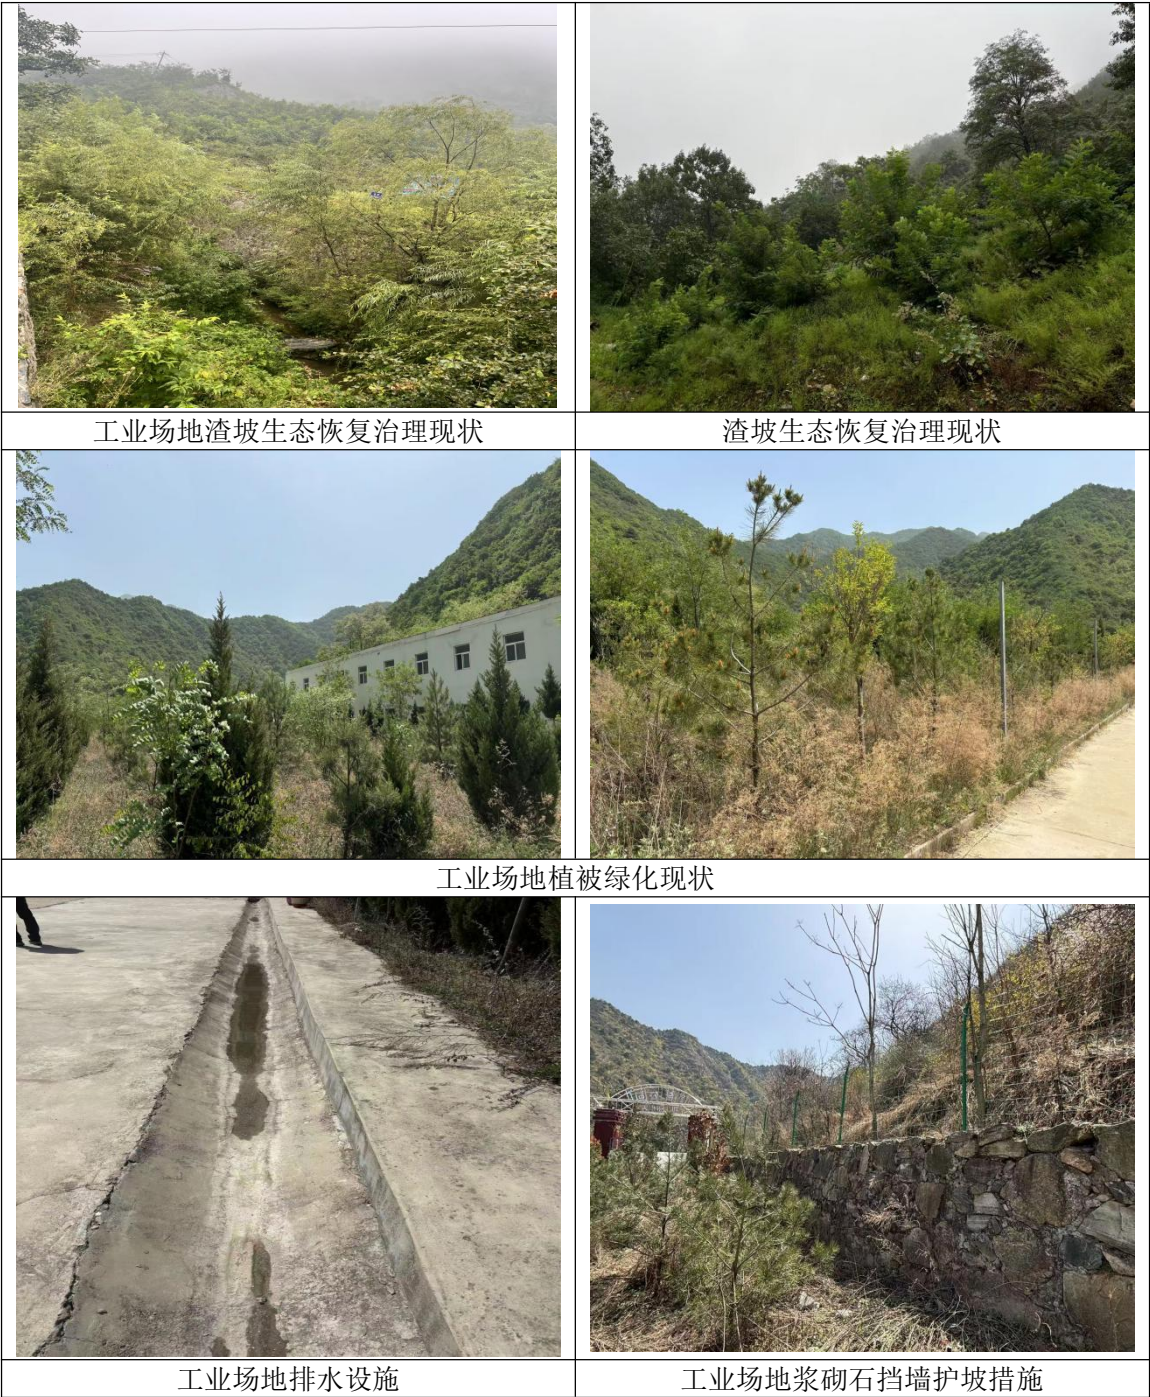 工业场地渣坡生态恢复治理现状
渣坡生态恢复治理现状
工业场地植被绿化现状
工业场地排水设施
工业场地浆砌石挡墙护坡措施